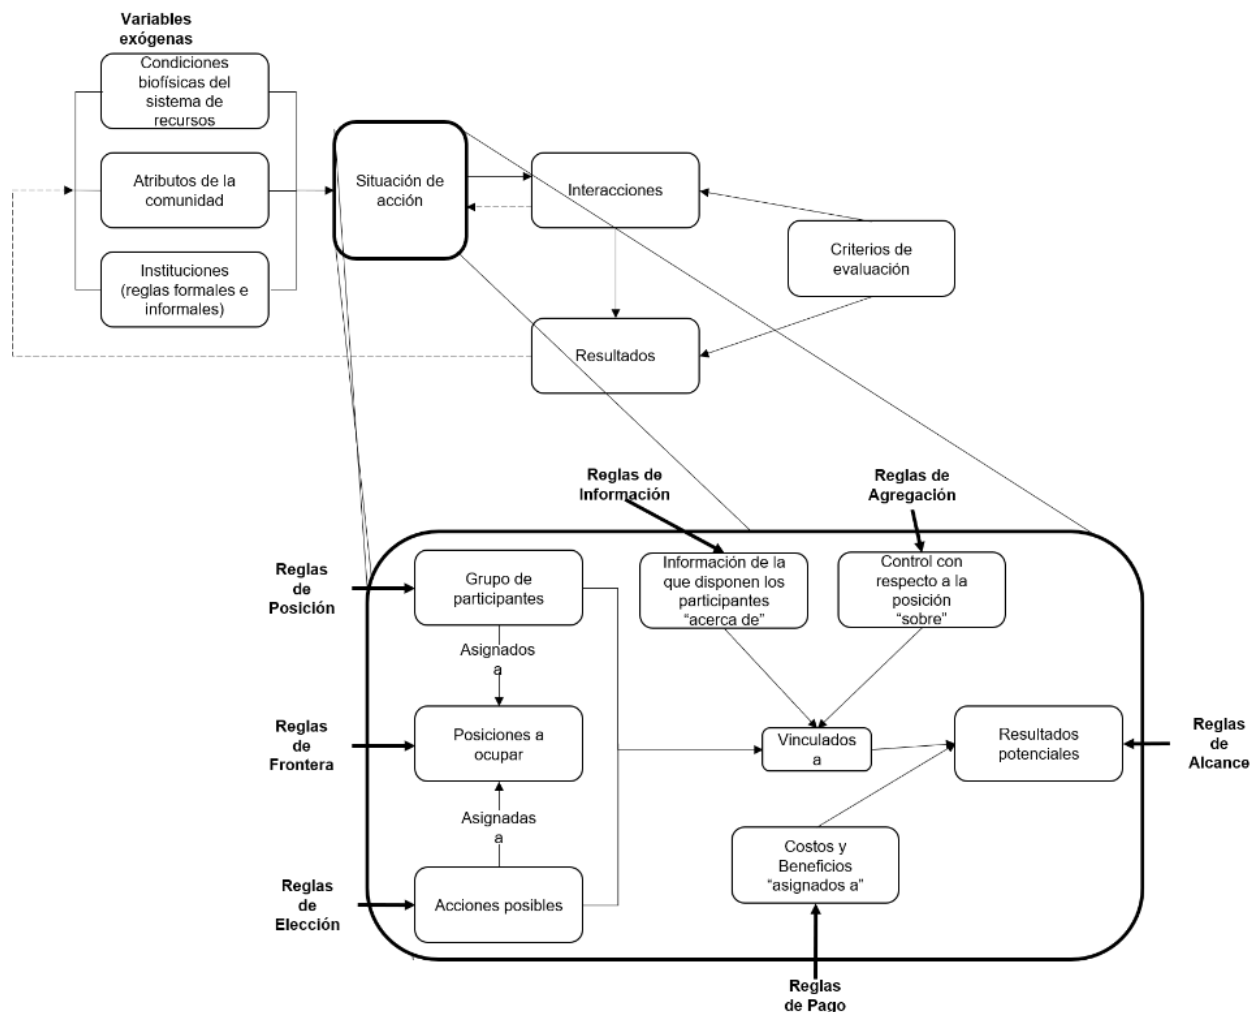 Variables
exógenas
Condiciones
biofísicas del
sistema de
recursos
Atributos de la
comunidad
Instituciones
(reglas formales e
informales)
Situación de
acción
Interacciones
Criterios de
evaluación
Resultados
Reglas de
Información
Reglas de
Agregación
Reglas
de
Posición
Grupo de
participantes
Información de la
que disponen los
participantes
“acerca de”
Control con
respecto a la
posición
“sobre”
Asignados
a
Reglas
de
Frontera
Posiciones a
ocupar
Vinculados
a
Resultados
potenciales
Reglas
de
Alcance
Asignadas
a
Costos y
Beneficios
“asignados a”
Reglas
de
Elección
Acciones posibles
Reglas
de Pago